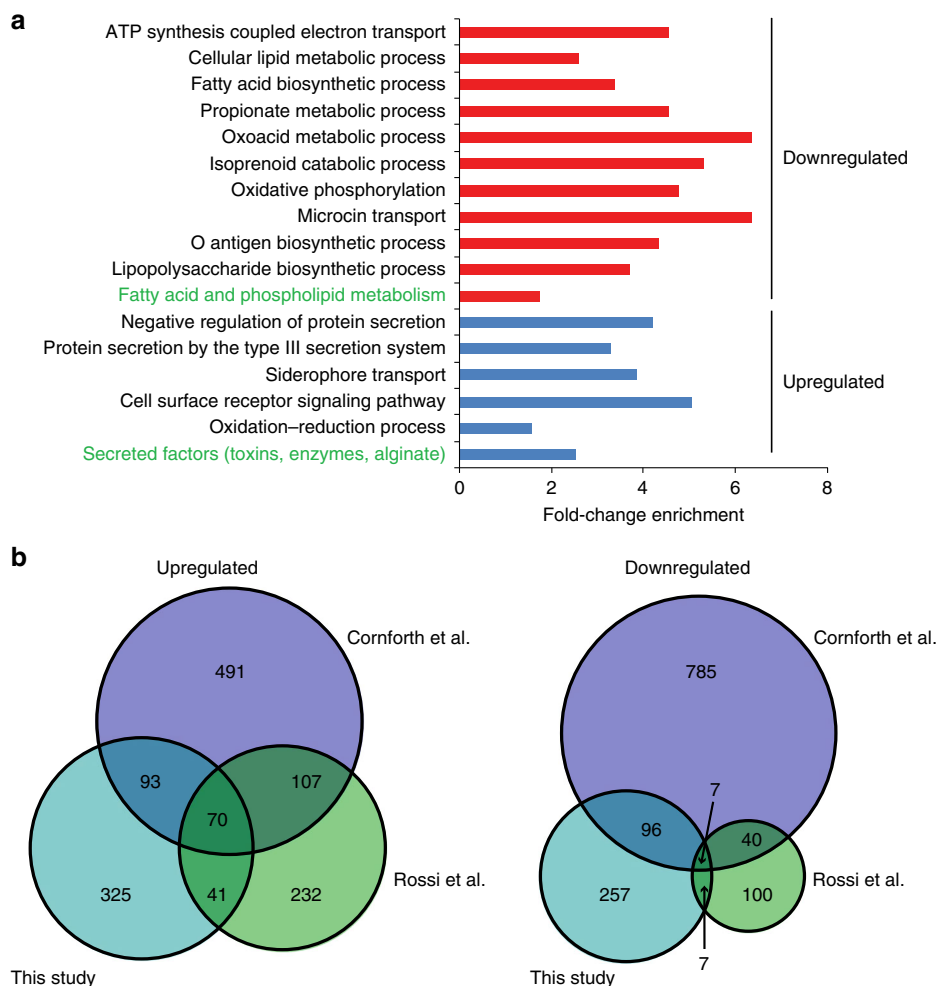 a
ATP synthesis coupled electron transport
Cellular lipid metabolic process
Fatty acid biosynthetic process
Propionate metabolic process
Oxoacid metabolic process
Isoprenoid catabolic process
Oxidative phosphorylation
Microcin transport
O antigen biosynthetic process
Lipopolysaccharide biosynthetic process
Fatty acid and phospholipid metabolism
Negative regulation of protein secretion
Protein secretion by the type III secretion system
Siderophore transport
Cell surface receptor signaling pathway
Oxidation–reduction process
Secreted factors (toxins, enzymes, alginate)
Downregulated
Upregulated
0 2 4 6 8
Fold-change enrichment
b
Upregulated
Cornforth et al.
491
93
107
70
325
41
232
Rossi et al.
This study
Downregulated
Cornforth et al.
785
7
96
40
257
100
Rossi et al.
7
This study